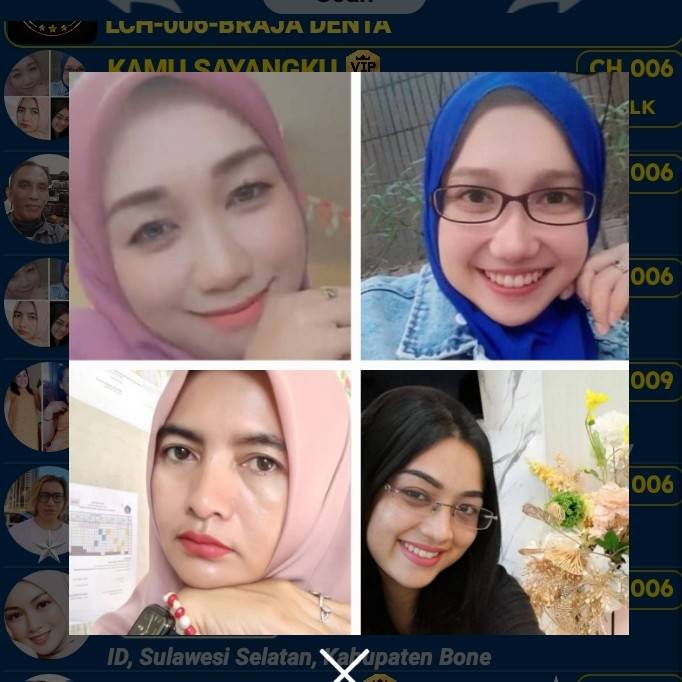 LCH-006-BRAJA DENTA
KAMU SAYANGKU VIP
CH 006
LK
006
006
009
006
006
ID, Sulawesi Selatan, Kabupaten Bone